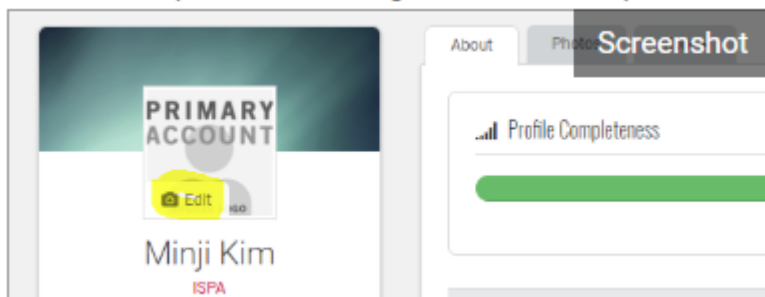 About
Photos
Screenshot
Profile Completeness
PRIMARY
ACCOUNT
Edit
Minji Kim
ISPA